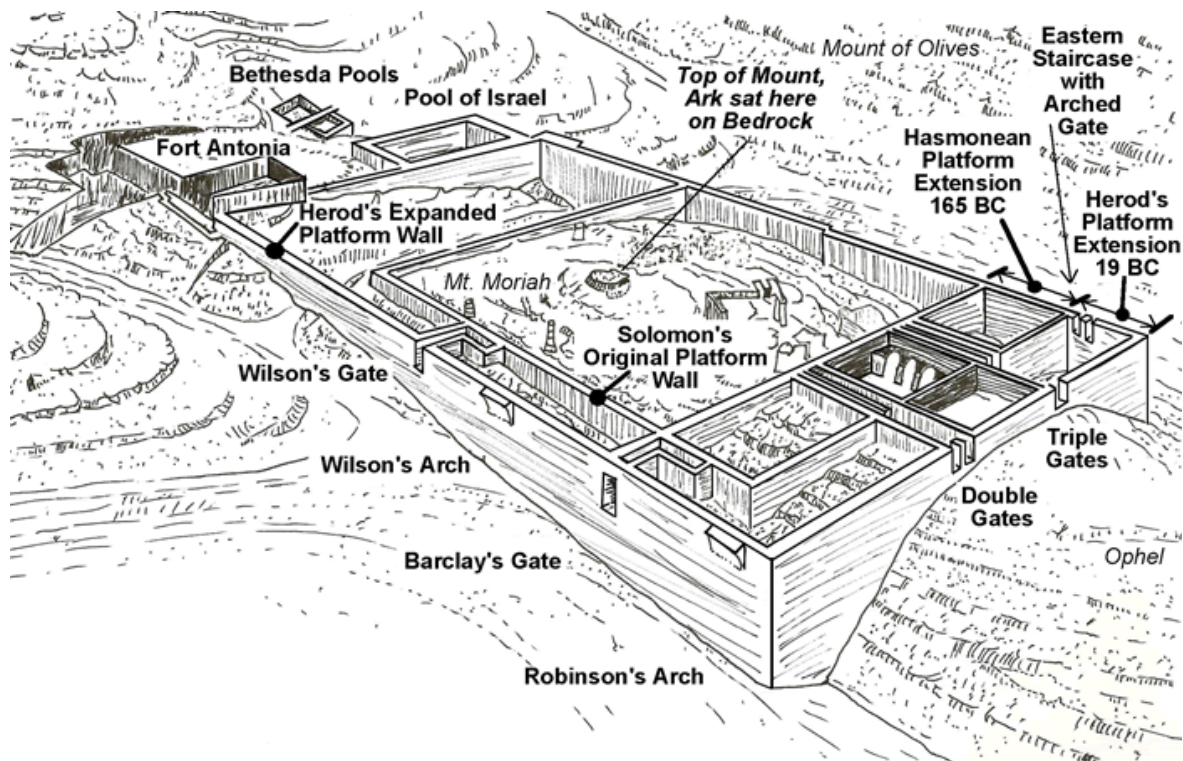 Mount of Olives
Eastern
Staircase
with
Arched
Gate
Bethesda Pools
Pool of Israel
Top of Mount,
Ark sat here
on Bedrock
Fort Antonia
Hasmonean
Platform
Extension
165 BC
Herod's
Platform
Extension
19 BC
Herod's Expanded
Platform Wall
Mt. Moriah
Solomon's
Original Platform
Wall
Wilson's Gate
Triple
Gates
Wilson's Arch
Double
Gates
Barclay's Gate
Ophel
Robinson's Arch